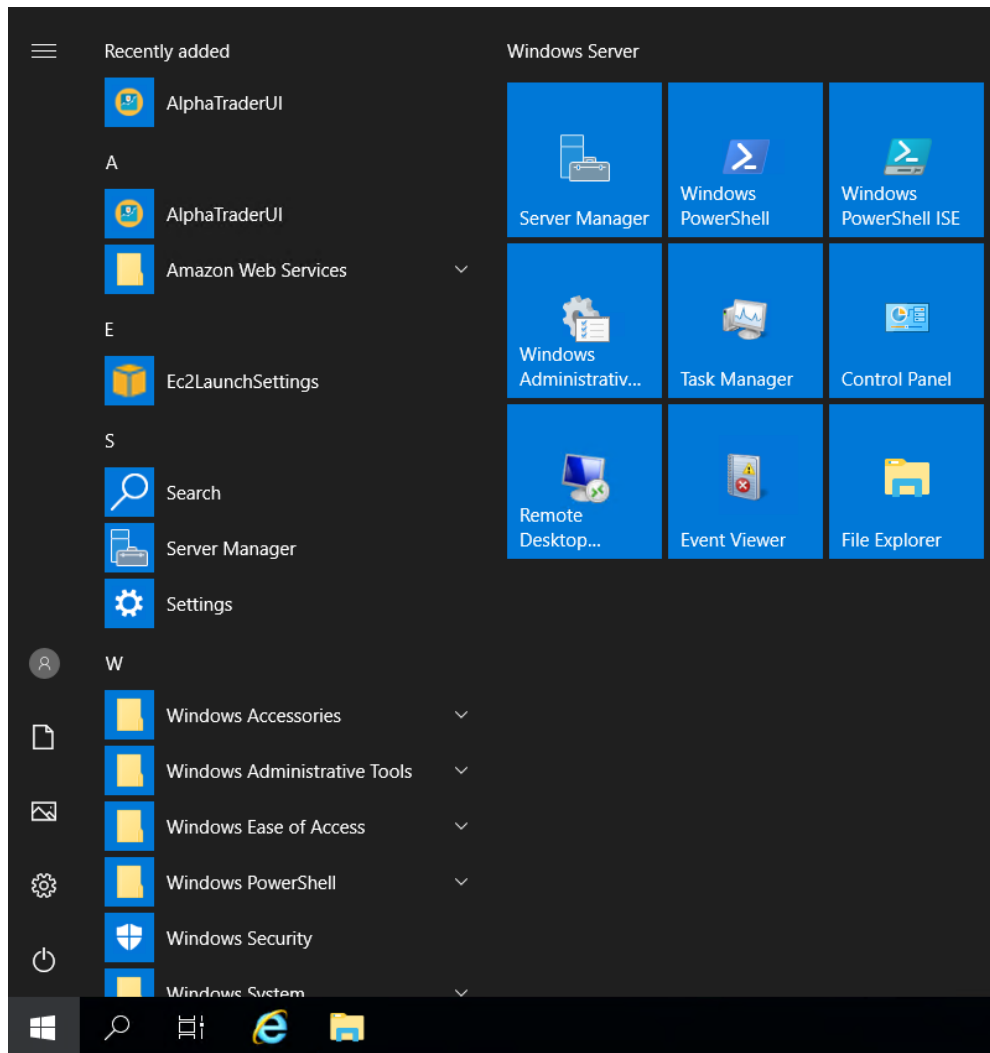 Recently added
AlphaTraderUI
A
AlphaTraderUI
Amazon Web Services
E
Ec2LaunchSettings
S
Search
Server Manager
Settings
W
Windows Accessories
Windows Administrative Tools
Windows Ease of Access
Windows PowerShell
Windows Security
Windows System
Windows Server
Server Manager
Windows
PowerShell
Windows
PowerShell ISE
Windows
Administrativ...
Task Manager
Control Panel
Remote
Desktop...
Event Viewer
File Explorer